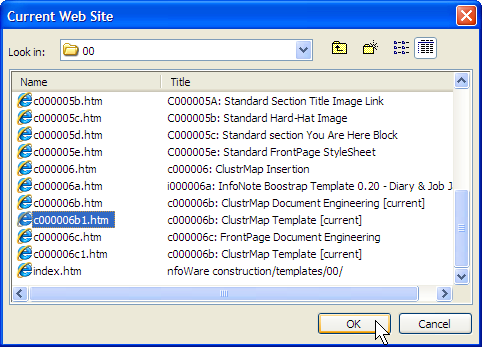 Current Web Site
Look in: 00
Name Title
c000005b.htm C000005A: Standard Section Title Image Link
c000005c.htm c000005b: Standard Hard-Hat Image
c000005d.htm C000005c: Standard section You Are Here Block
c000005e.htm C000005e: Standard FrontPage StyleSheet
c000006.htm c000006: ClustrMap Insertion
c000006a.htm i000006a: InfoNote Boostrap Template 0.20 - Diary & Job J
c000006b.htm c000006b: ClustrMap Document Engineering [current]
c000006b1.htm c000006b: ClustrMap Template [current]
c000006c.htm c000006c: FrontPage Document Engineering
c000006c1.htm c000006b: ClustrMap Template [current]
index.htm nfoWare construction/templates/00/
OK Cancel